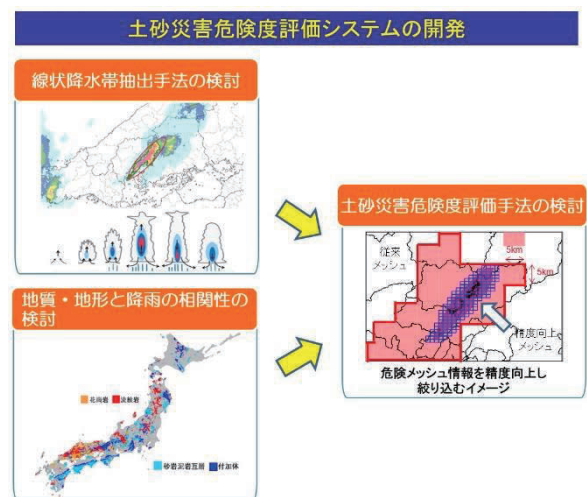 土砂災害危険度評価システムの開発
線状降水帯抽出手法の検討
地質・地形と降雨の相関性の
検討
花崗岩
流紋岩
砂岩泥岩互層
付加体
土砂災害危険度評価手法の検討
従来
メッシュ
5km
5km
精度向上
メッシュ
危険メッシュ情報を精度向上し
絞り込むイメージ